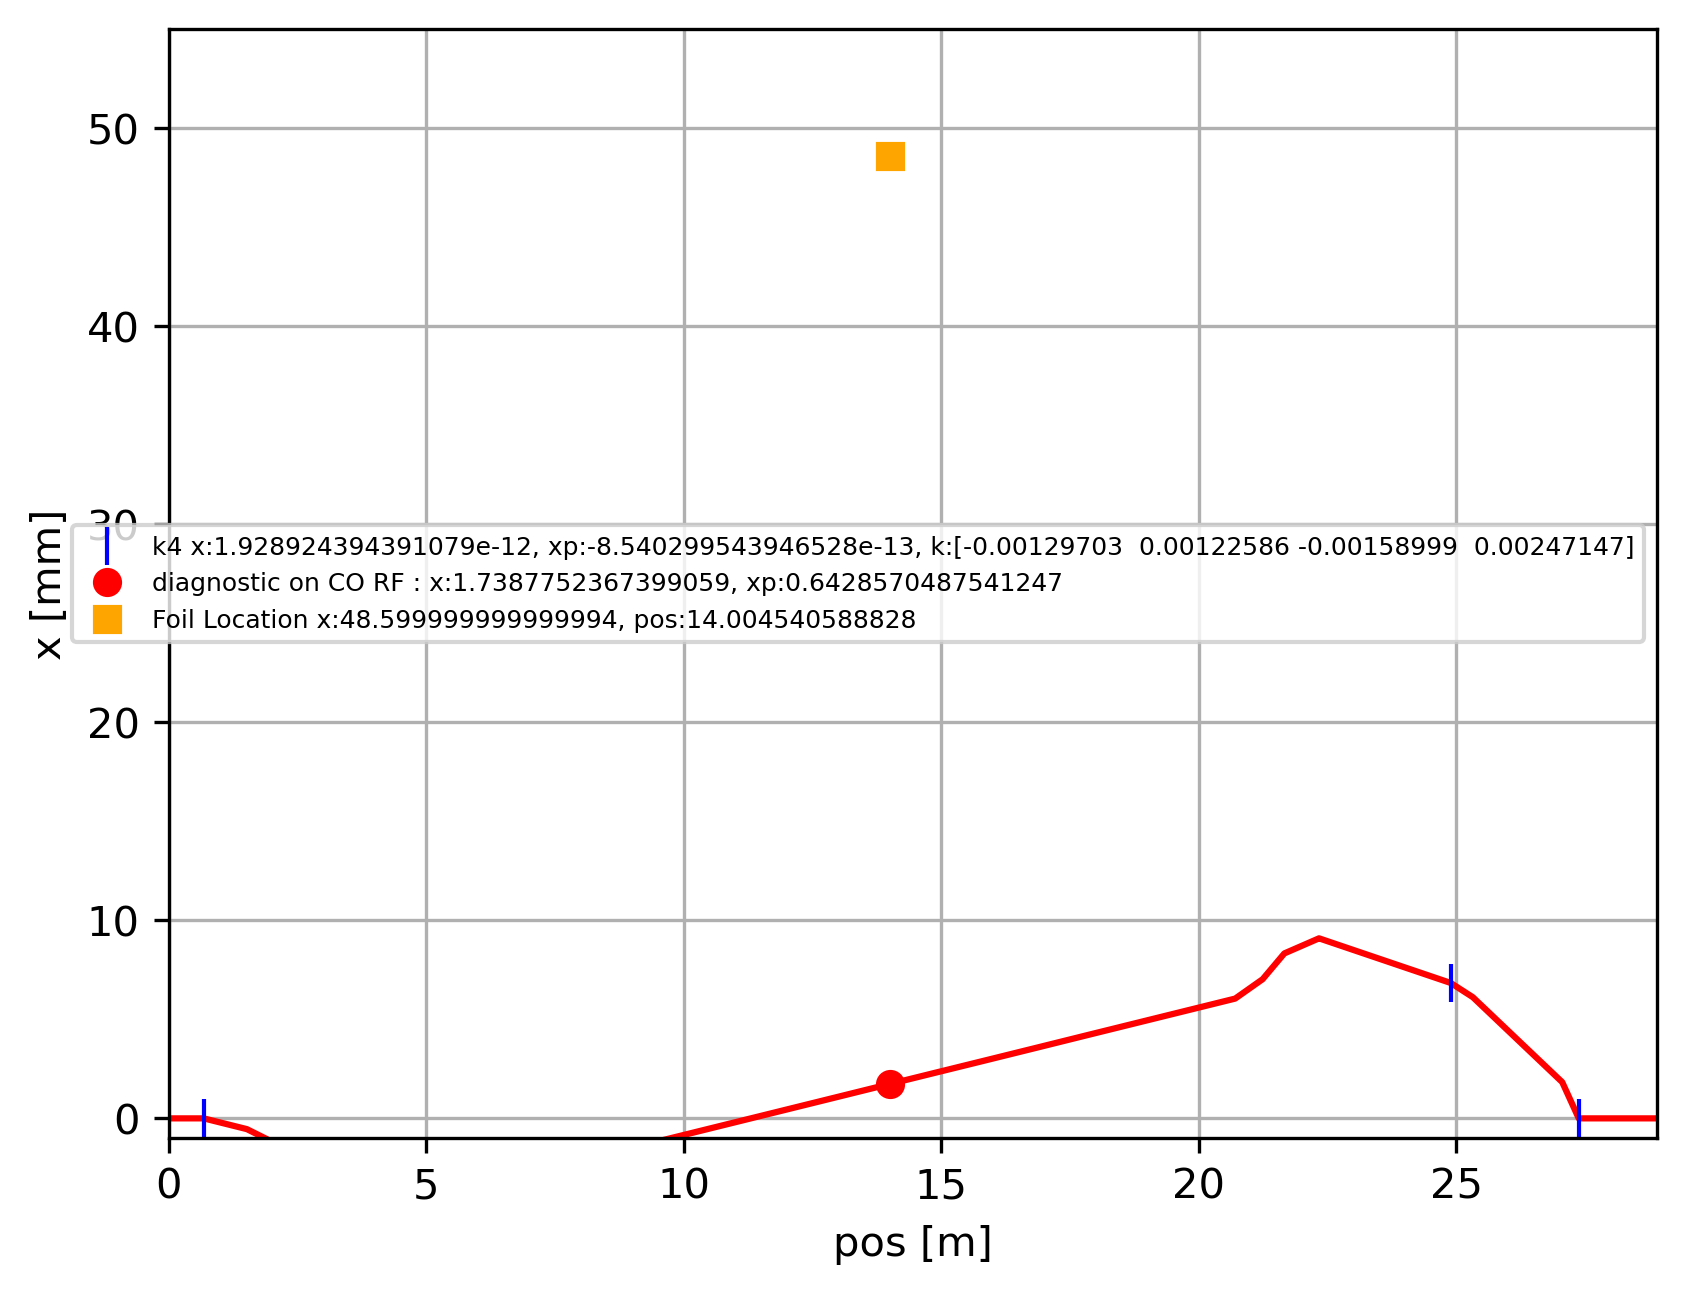 50
40
30
20
10
0
x [mm]
k4 x:1.928924394391079e-12, xp:-8.540299543946528e-13, k:[-0.00129703  0.00122586 -0.00158999  0.00247147]
diagnostic on CO RF : x:1.7387752367399059, xp:0.6428570487541247
Foil Location x:48.599999999999994, pos:14.004540588828
0 5 10 15 20 25
pos [m]